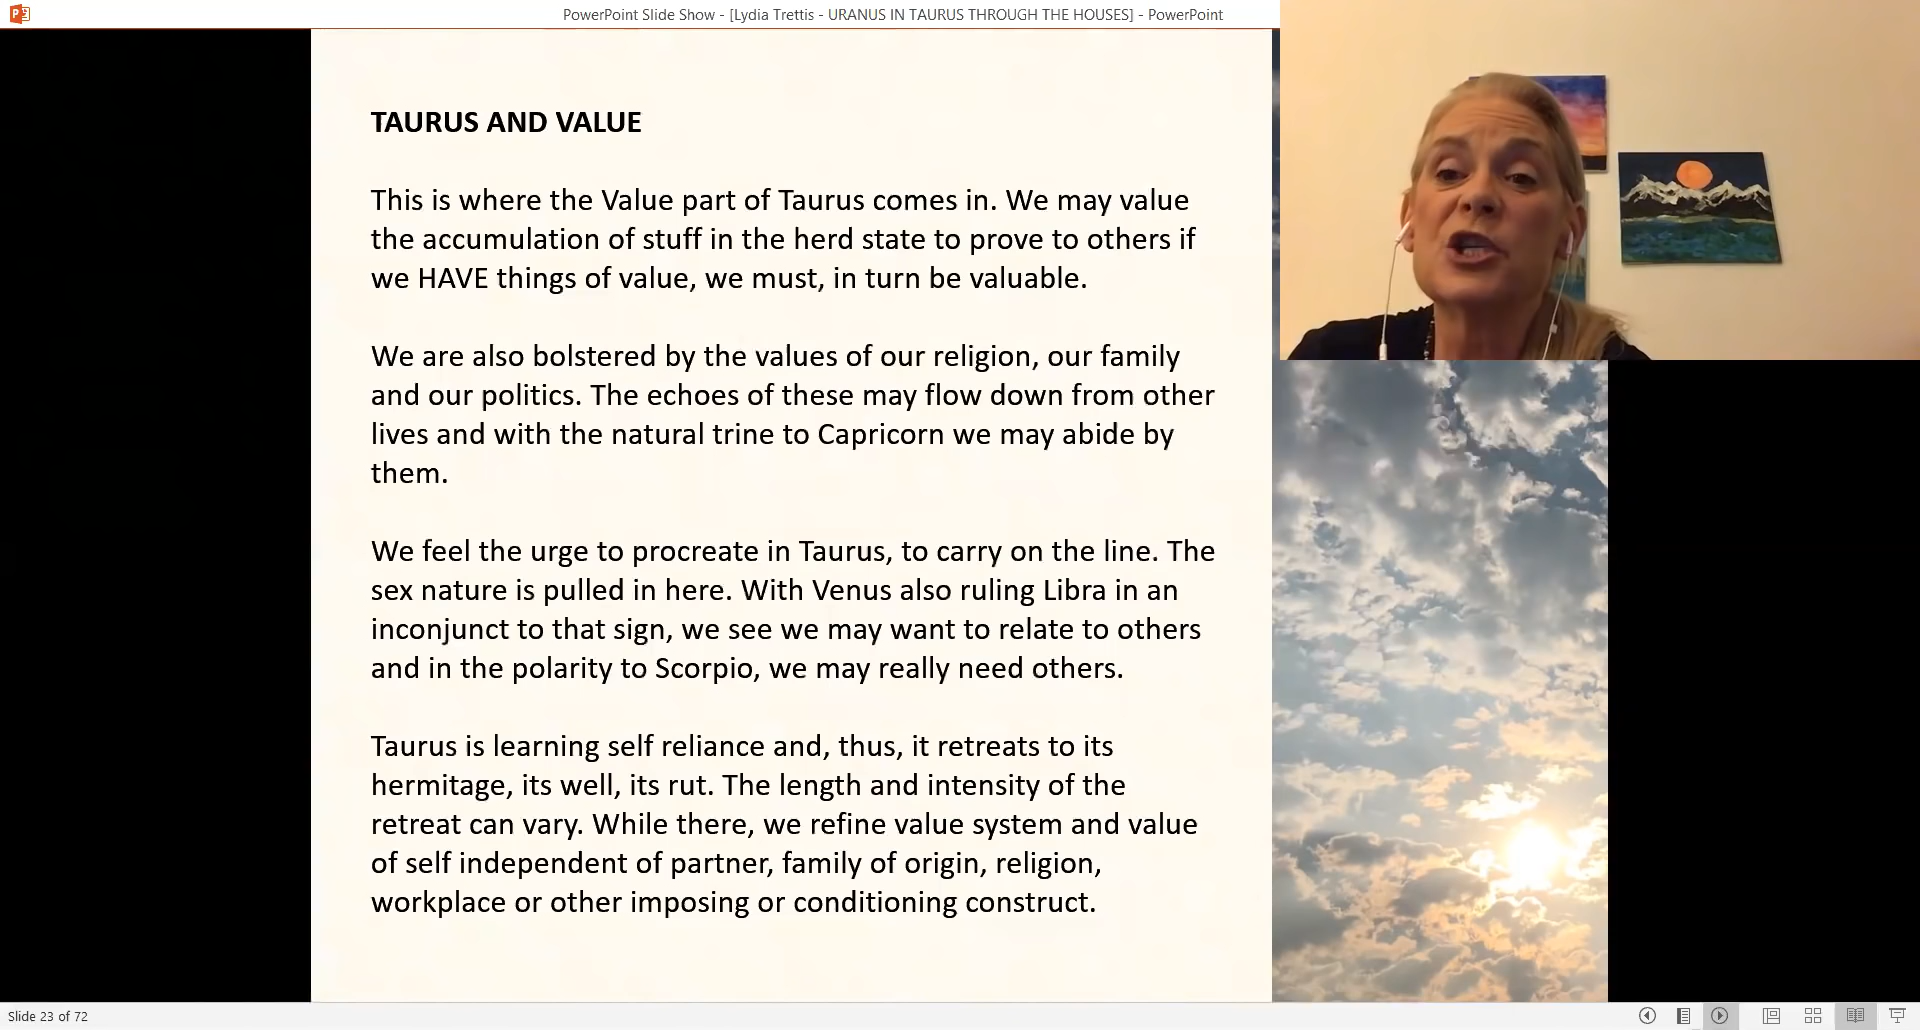 PowerPoint Slide Show - [Lydia Trettis - URANUS IN TAURUS THROUGH THE HOUSES] - PowerPoint
TAURUS AND VALUE
This is where the Value part of Taurus comes in. We may value
the accumulation of stuff in the herd state to prove to others if
we HAVE things of value, we must, in turn be valuable.
We are also bolstered by the values of our religion, our family
and our politics. The echoes of these may flow down from other
lives and with the natural trine to Capricorn we may abide by
them.
We feel the urge to procreate in Taurus, to carry on the line. The
sex nature is pulled in here. With Venus also ruling Libra in an
inconjunct to that sign, we see we may want to relate to others
and in the polarity to Scorpio, we may really need others.
Taurus is learning self reliance and, thus, it retreats to its
hermitage, its well, its rut. The length and intensity of the
retreat can vary. While there, we refine value system and value
of self independent of partner, family of origin, religion,
workplace or other imposing or conditioning construct.
Slide 23 of 72